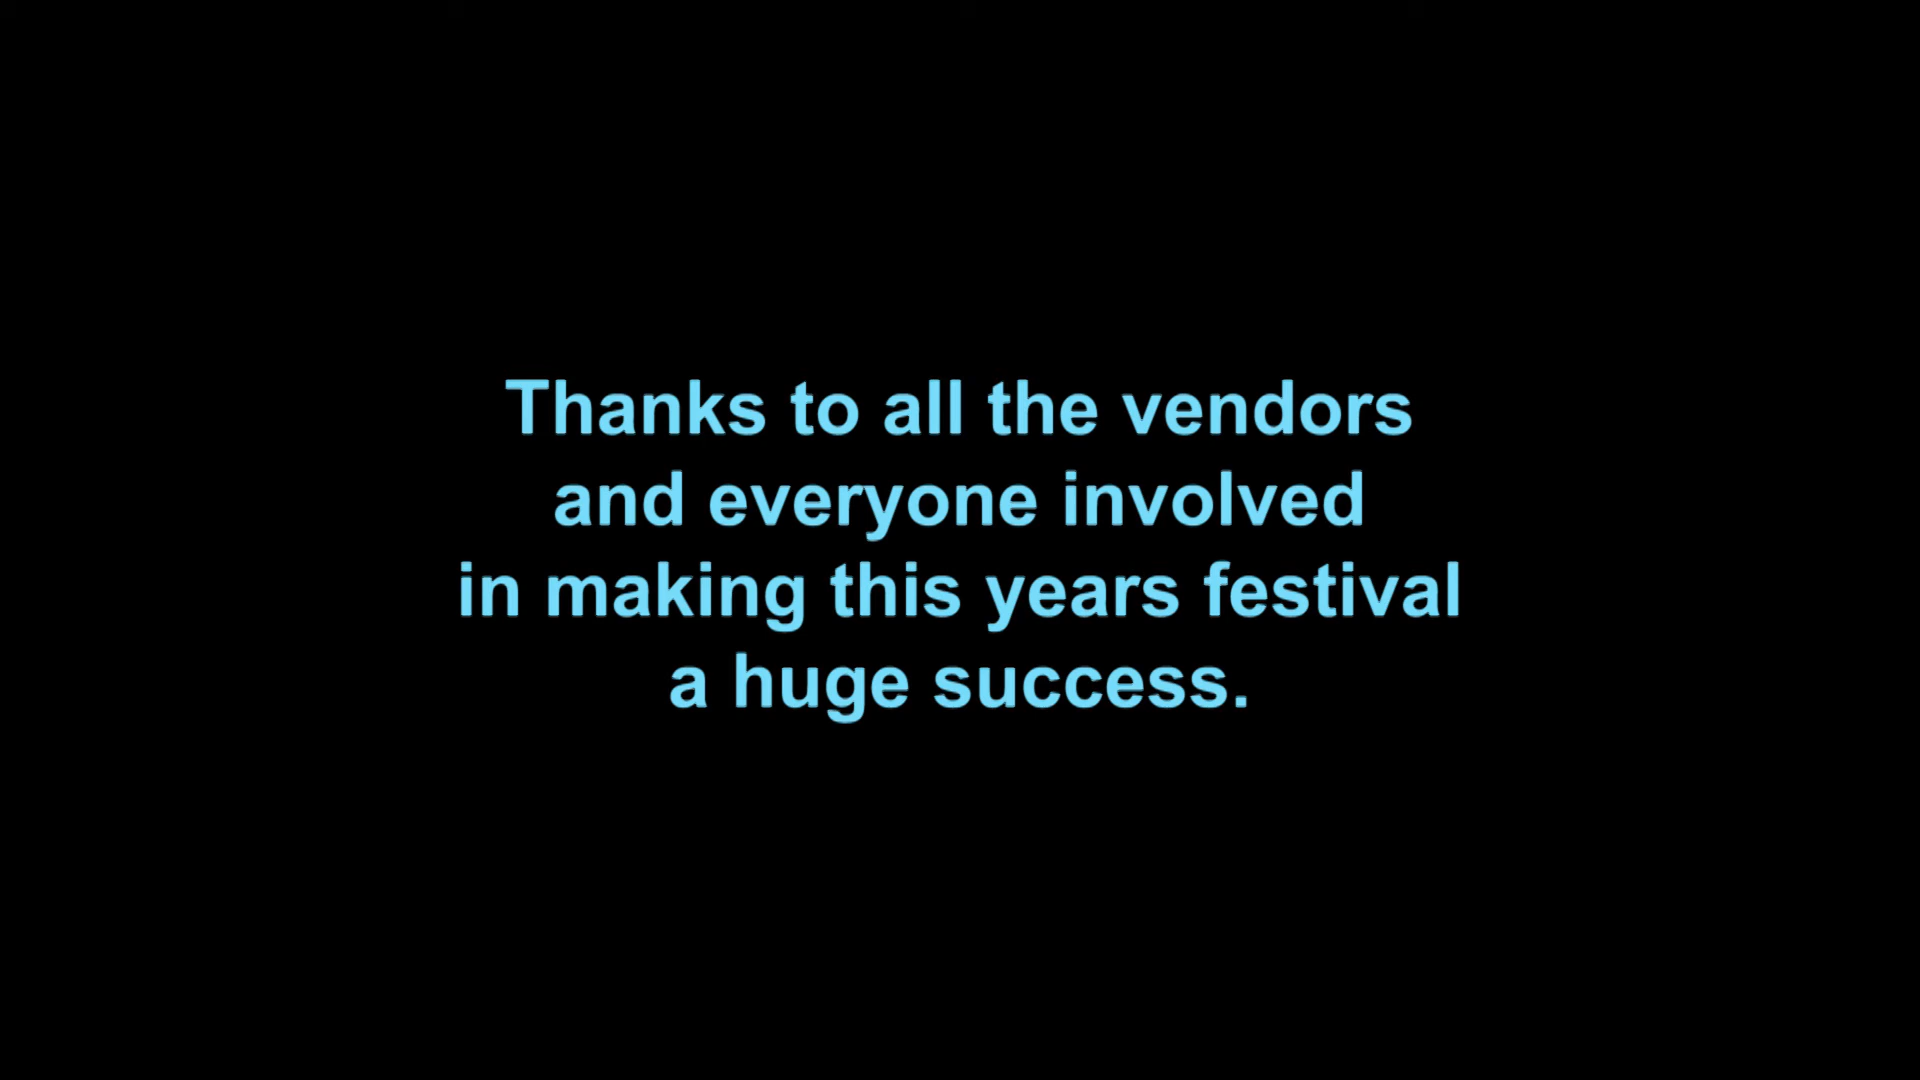 Thanks to all the vendors
and everyone involved
in making this years festival
a huge success.